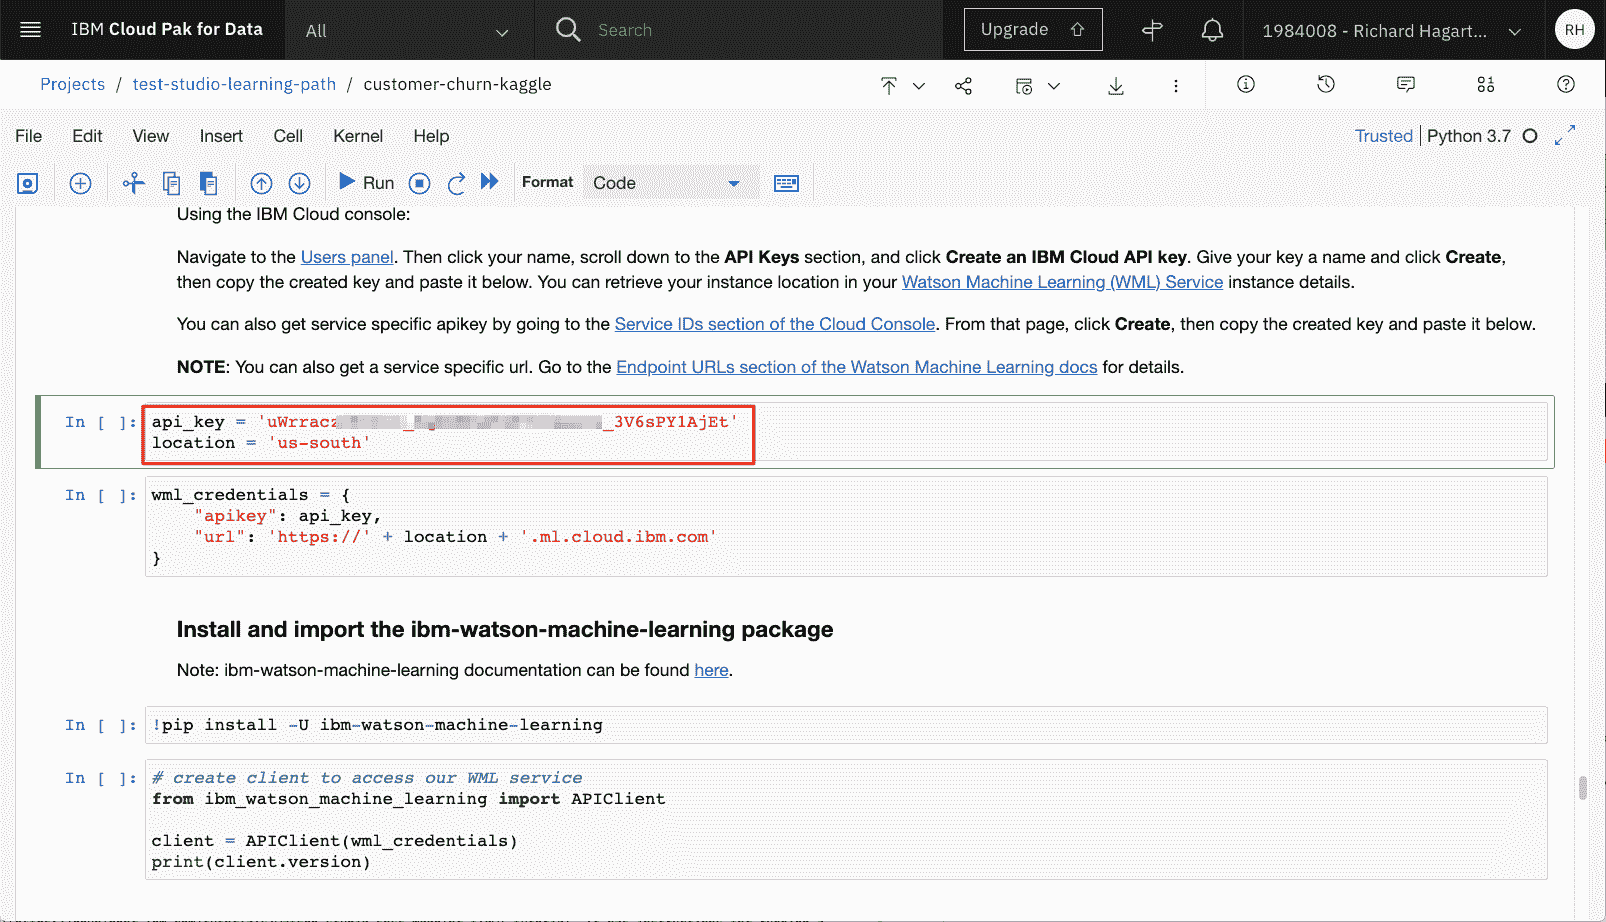 IBM Cloud Pak for Data All Search Upgrade 1984008 - Richard Hagart... RH
Projects / test-studio-learning-path / customer-churn-kaggle
File Edit View Insert Cell Kernel Help Trusted Python 3.7
Run Format Code
Using the IBM Cloud console:
Navigate to the Users panel. Then click your name, scroll down to the API Keys section, and click Create an IBM Cloud API key. Give your key a name and click Create,
then copy the created key and paste it below. You can retrieve your instance location in your Watson Machine Learning (WML) Service instance details.
You can also get service specific apikey by going to the Service IDs section of the Cloud Console. From that page, click Create, then copy the created key and paste it below.
NOTE: You can also get a service specific url. Go to the Endpoint URLs section of the Watson Machine Learning docs for details.
In [ ]: api_key = 'uWrracz _ _3V6sPY1AjEt'
location = 'us-south'
In [ ]: wml_credentials = {
"apikey": api_key,
"url": 'https://' + location + '.ml.cloud.ibm.com'
}
Install and import the ibm-watson-machine-learning package
Note: ibm-watson-machine-learning documentation can be found here.
In [ ]: !pip install -U ibm-watson-machine-learning
In [ ]: # create client to access our WML service
from ibm_watson_machine_learning import APIClient
client = APIClient(wml_credentials)
print(client.version)